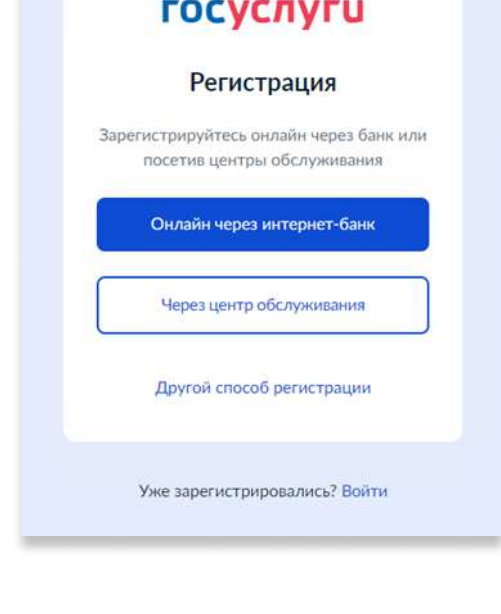 госуслуги
Регистрация
Зарегистрируйтесь онлайн через банк или
посетив центры обслуживания
Онлайн через интернет-банк
Через центр обслуживания
Другой способ регистрации
Уже зарегистрировались? Войти